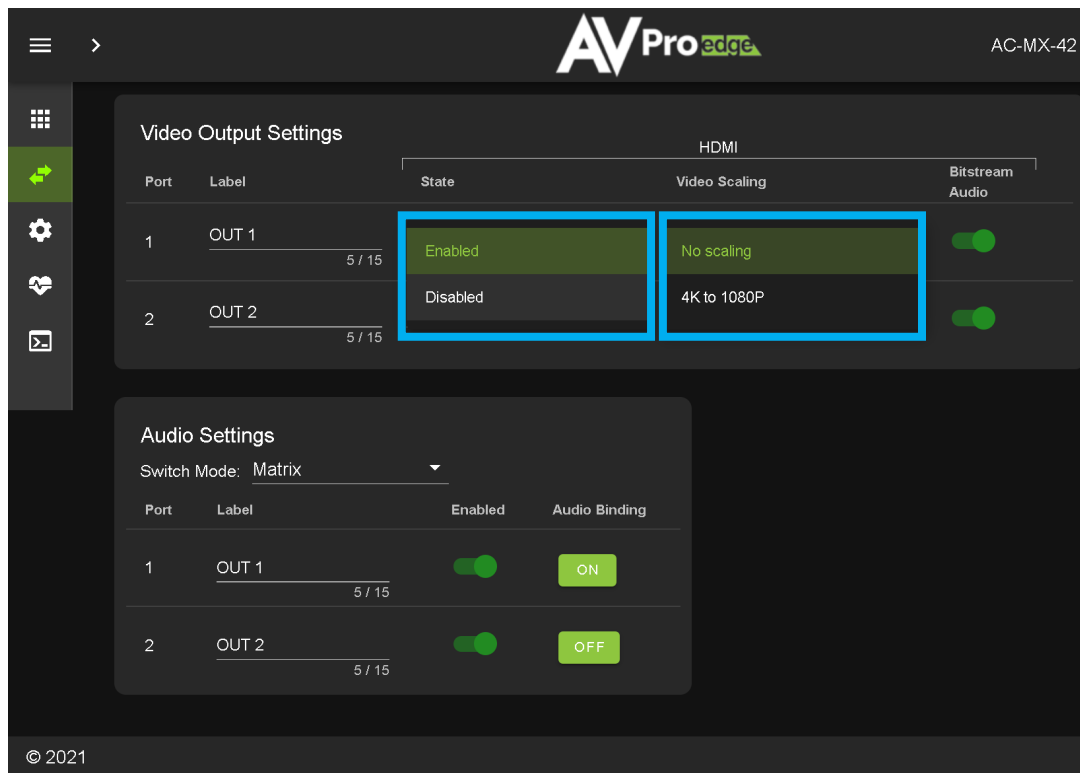 AVPro edge
AC-MX-42
Video Output Settings
HDMI
Port Label State Video Scaling Bitstream Audio
1 OUT 1 Enabled No scaling
5 / 15
Disabled 4K to 1080P
2 OUT 2
5 / 15
Audio Settings
Switch Mode: Matrix
Port Label Enabled Audio Binding
1 OUT 1 ON
5 / 15
2 OUT 2 OFF
5 / 15
© 2021